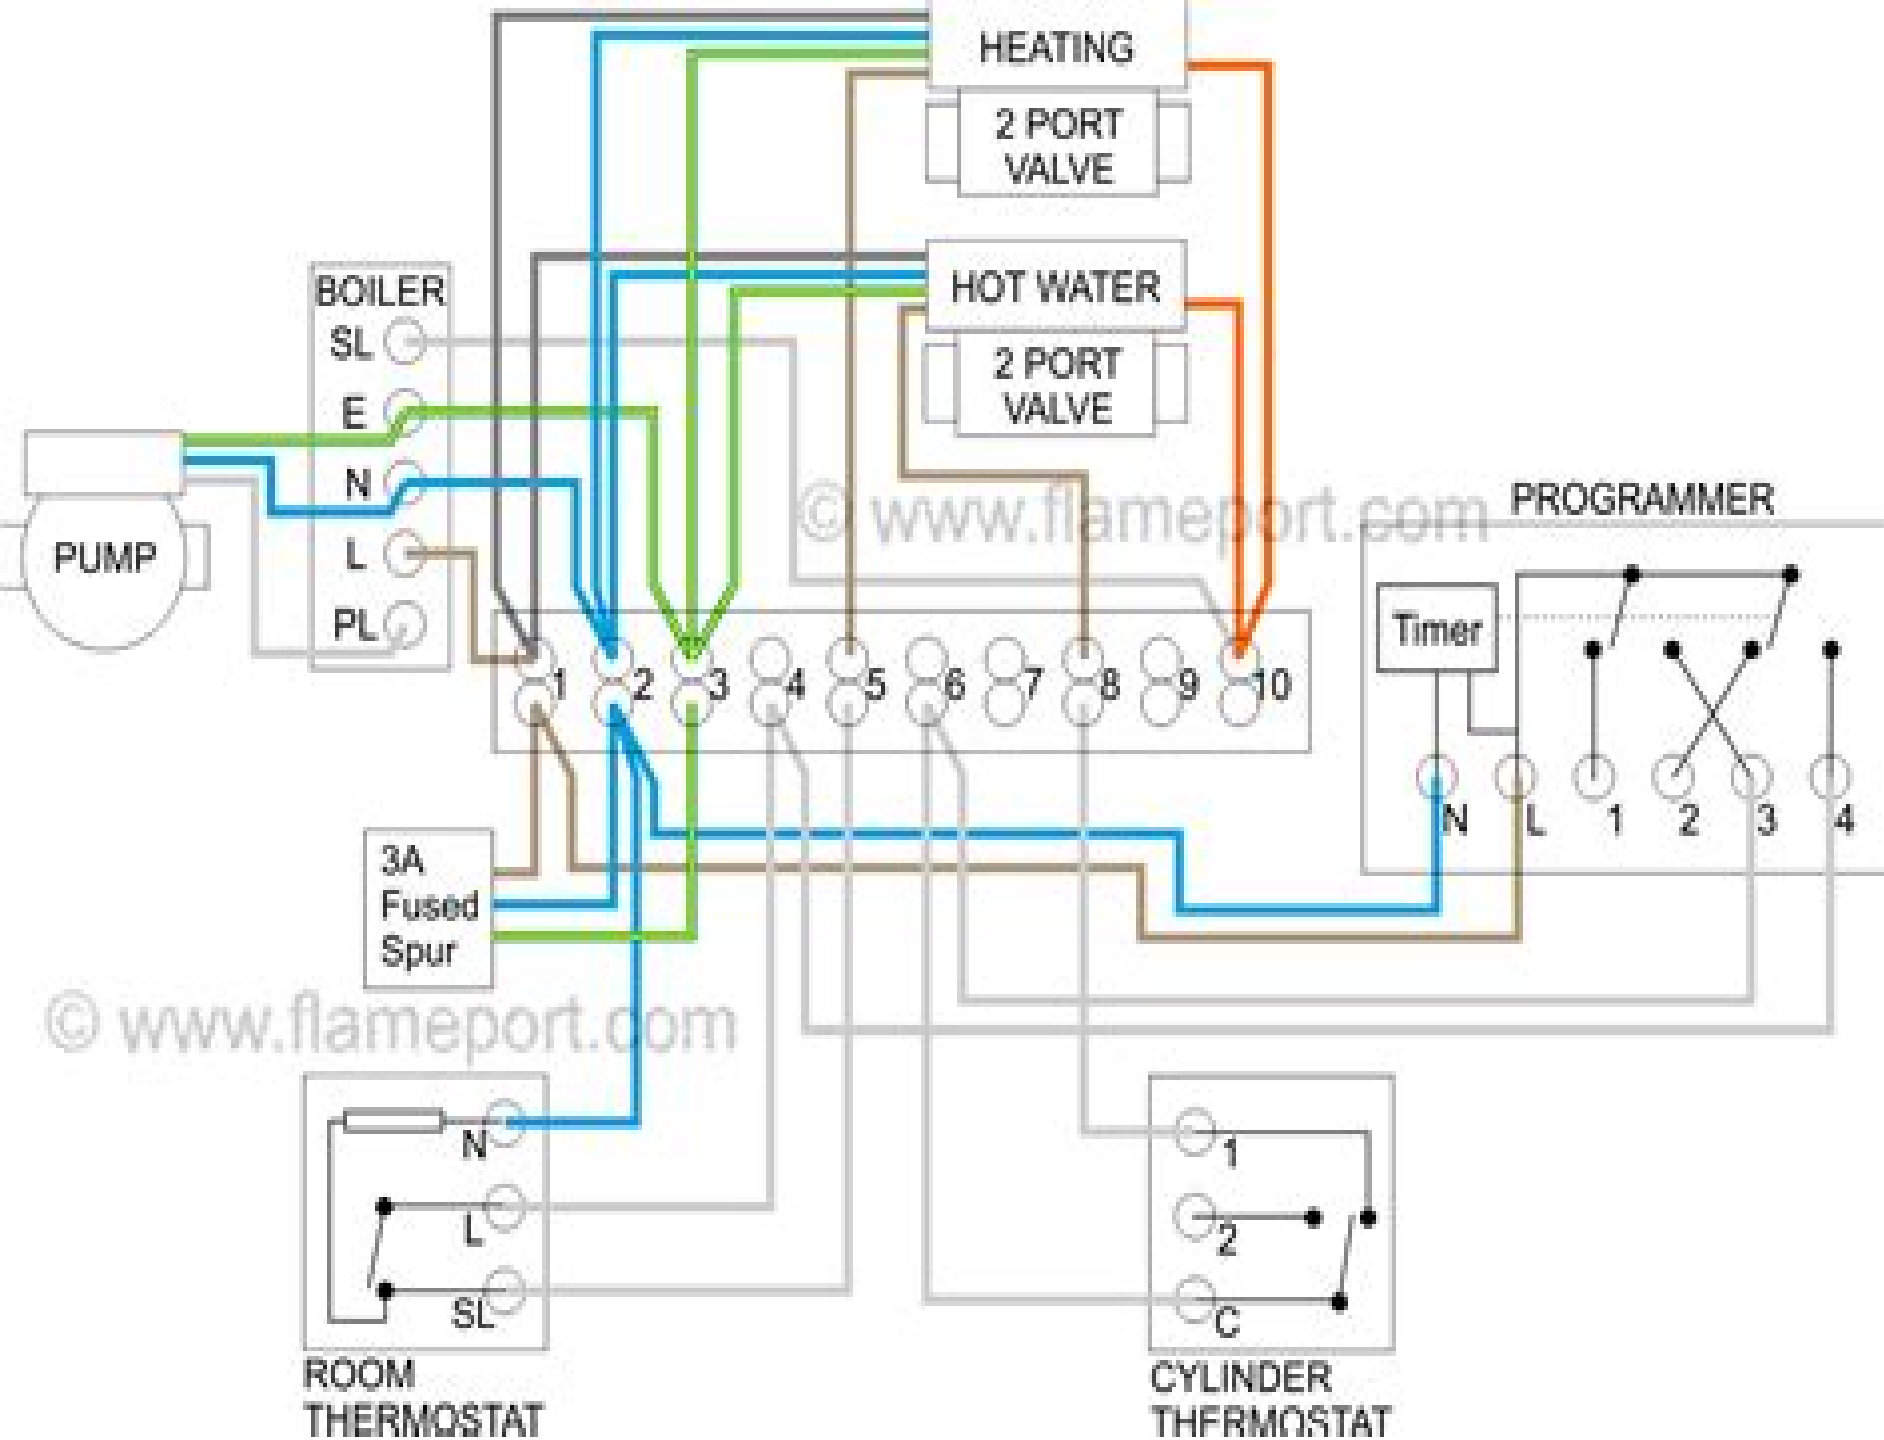 HEATING
2 PORT
VALVE
HOT WATER
2 PORT
VALVE
BOILER
SL
E
N
L
PL
PUMP
© www.flameport.com
PROGRAMMER
Timer
N
L
1
2
3
4
1
2
3
4
5
6
7
8
9
10
3A
Fused
Spur
© www.flameport.com
N
L
SL
ROOM
THERMOSTAT
1
2
C
CYLINDER
THERMOSTAT